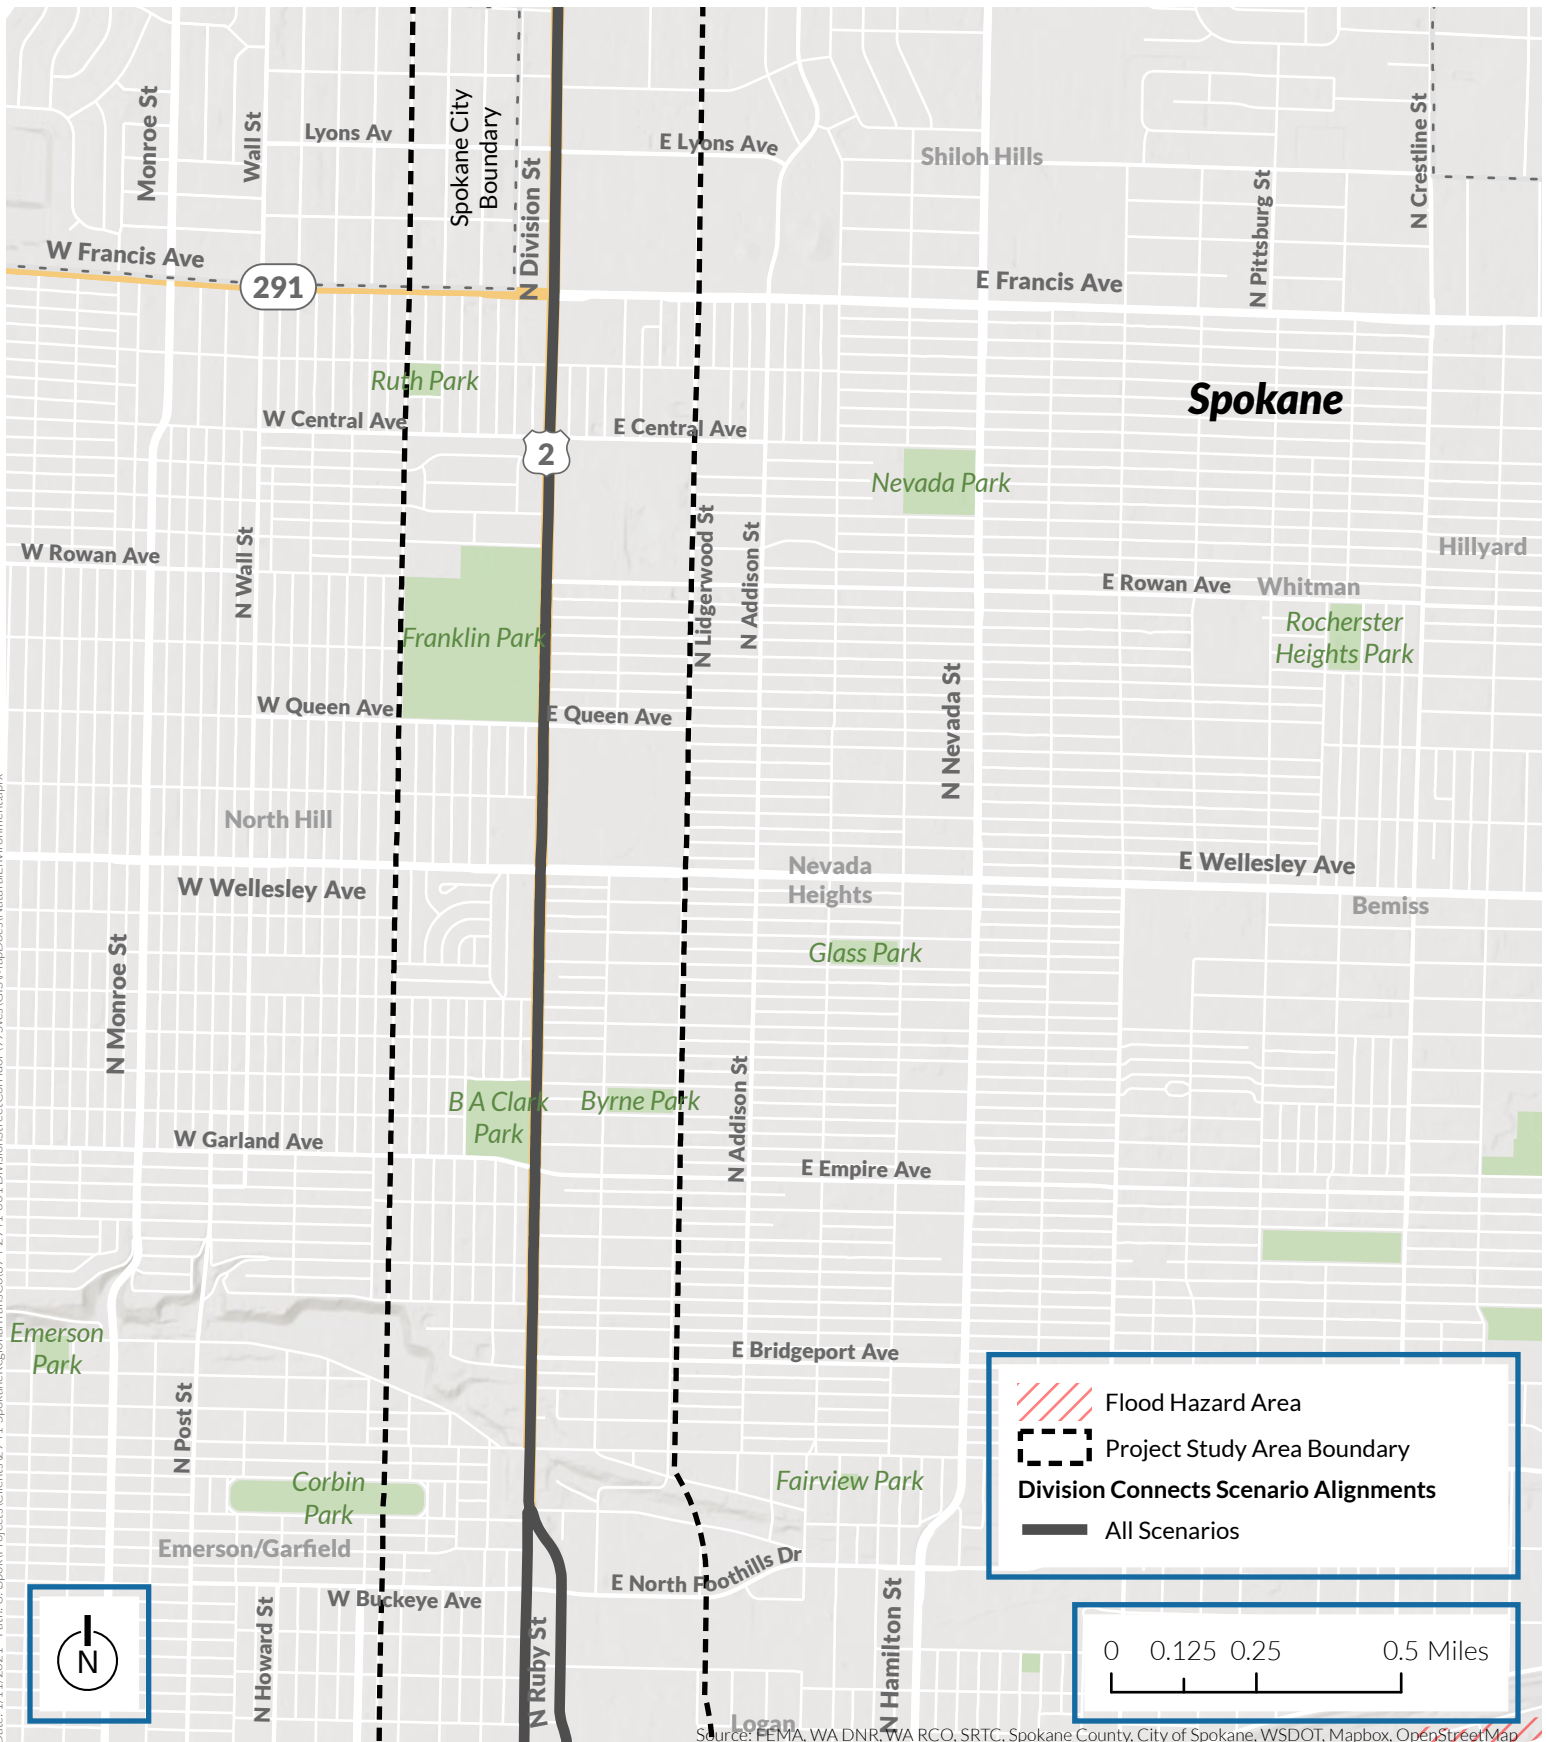 Monroe St
Wall St
Lyons Av
Spokane City
Boundary
N Division St
E Lyons Ave
Shiloh Hills
N Pittsburg St
N Crestline St
W Francis Ave
291
E Francis Ave
Ruth Park
Spokane
W Central Ave
E Central Ave
2
Nevada Park
W Rowan Ave
N Wall St
N Lidgerwood St
N Addison St
Hillyard
E Rowan Ave
Whitman
Rocherster
Heights Park
Franklin Park
N Nevada St
W Queen Ave
E Queen Ave
North Hill
W Wellesley Ave
Nevada
Heights
E Wellesley Ave
Bemiss
Glass Park
N Monroe St
B A Clark
Park
Byrne Park
N Addison St
W Garland Ave
E Empire Ave
Emerson
Park
E Bridgeport Ave
N Post St
Corbin
Park
Fairview Park
Emerson/Garfield
E North Foothills Dr
W Buckeye Ave
N Howard St
N Ruby St
N Hamilton St
Logan
Flood Hazard Area
Project Study Area Boundary
Division Connects Scenario Alignments
All Scenarios
N
0 0.125 0.25 0.5 Miles
Source: FEMA, WA DNR, WA RCO, SRTC, Spokane County, City of Spokane, WSDOT, Mapbox, OpenStreetMap